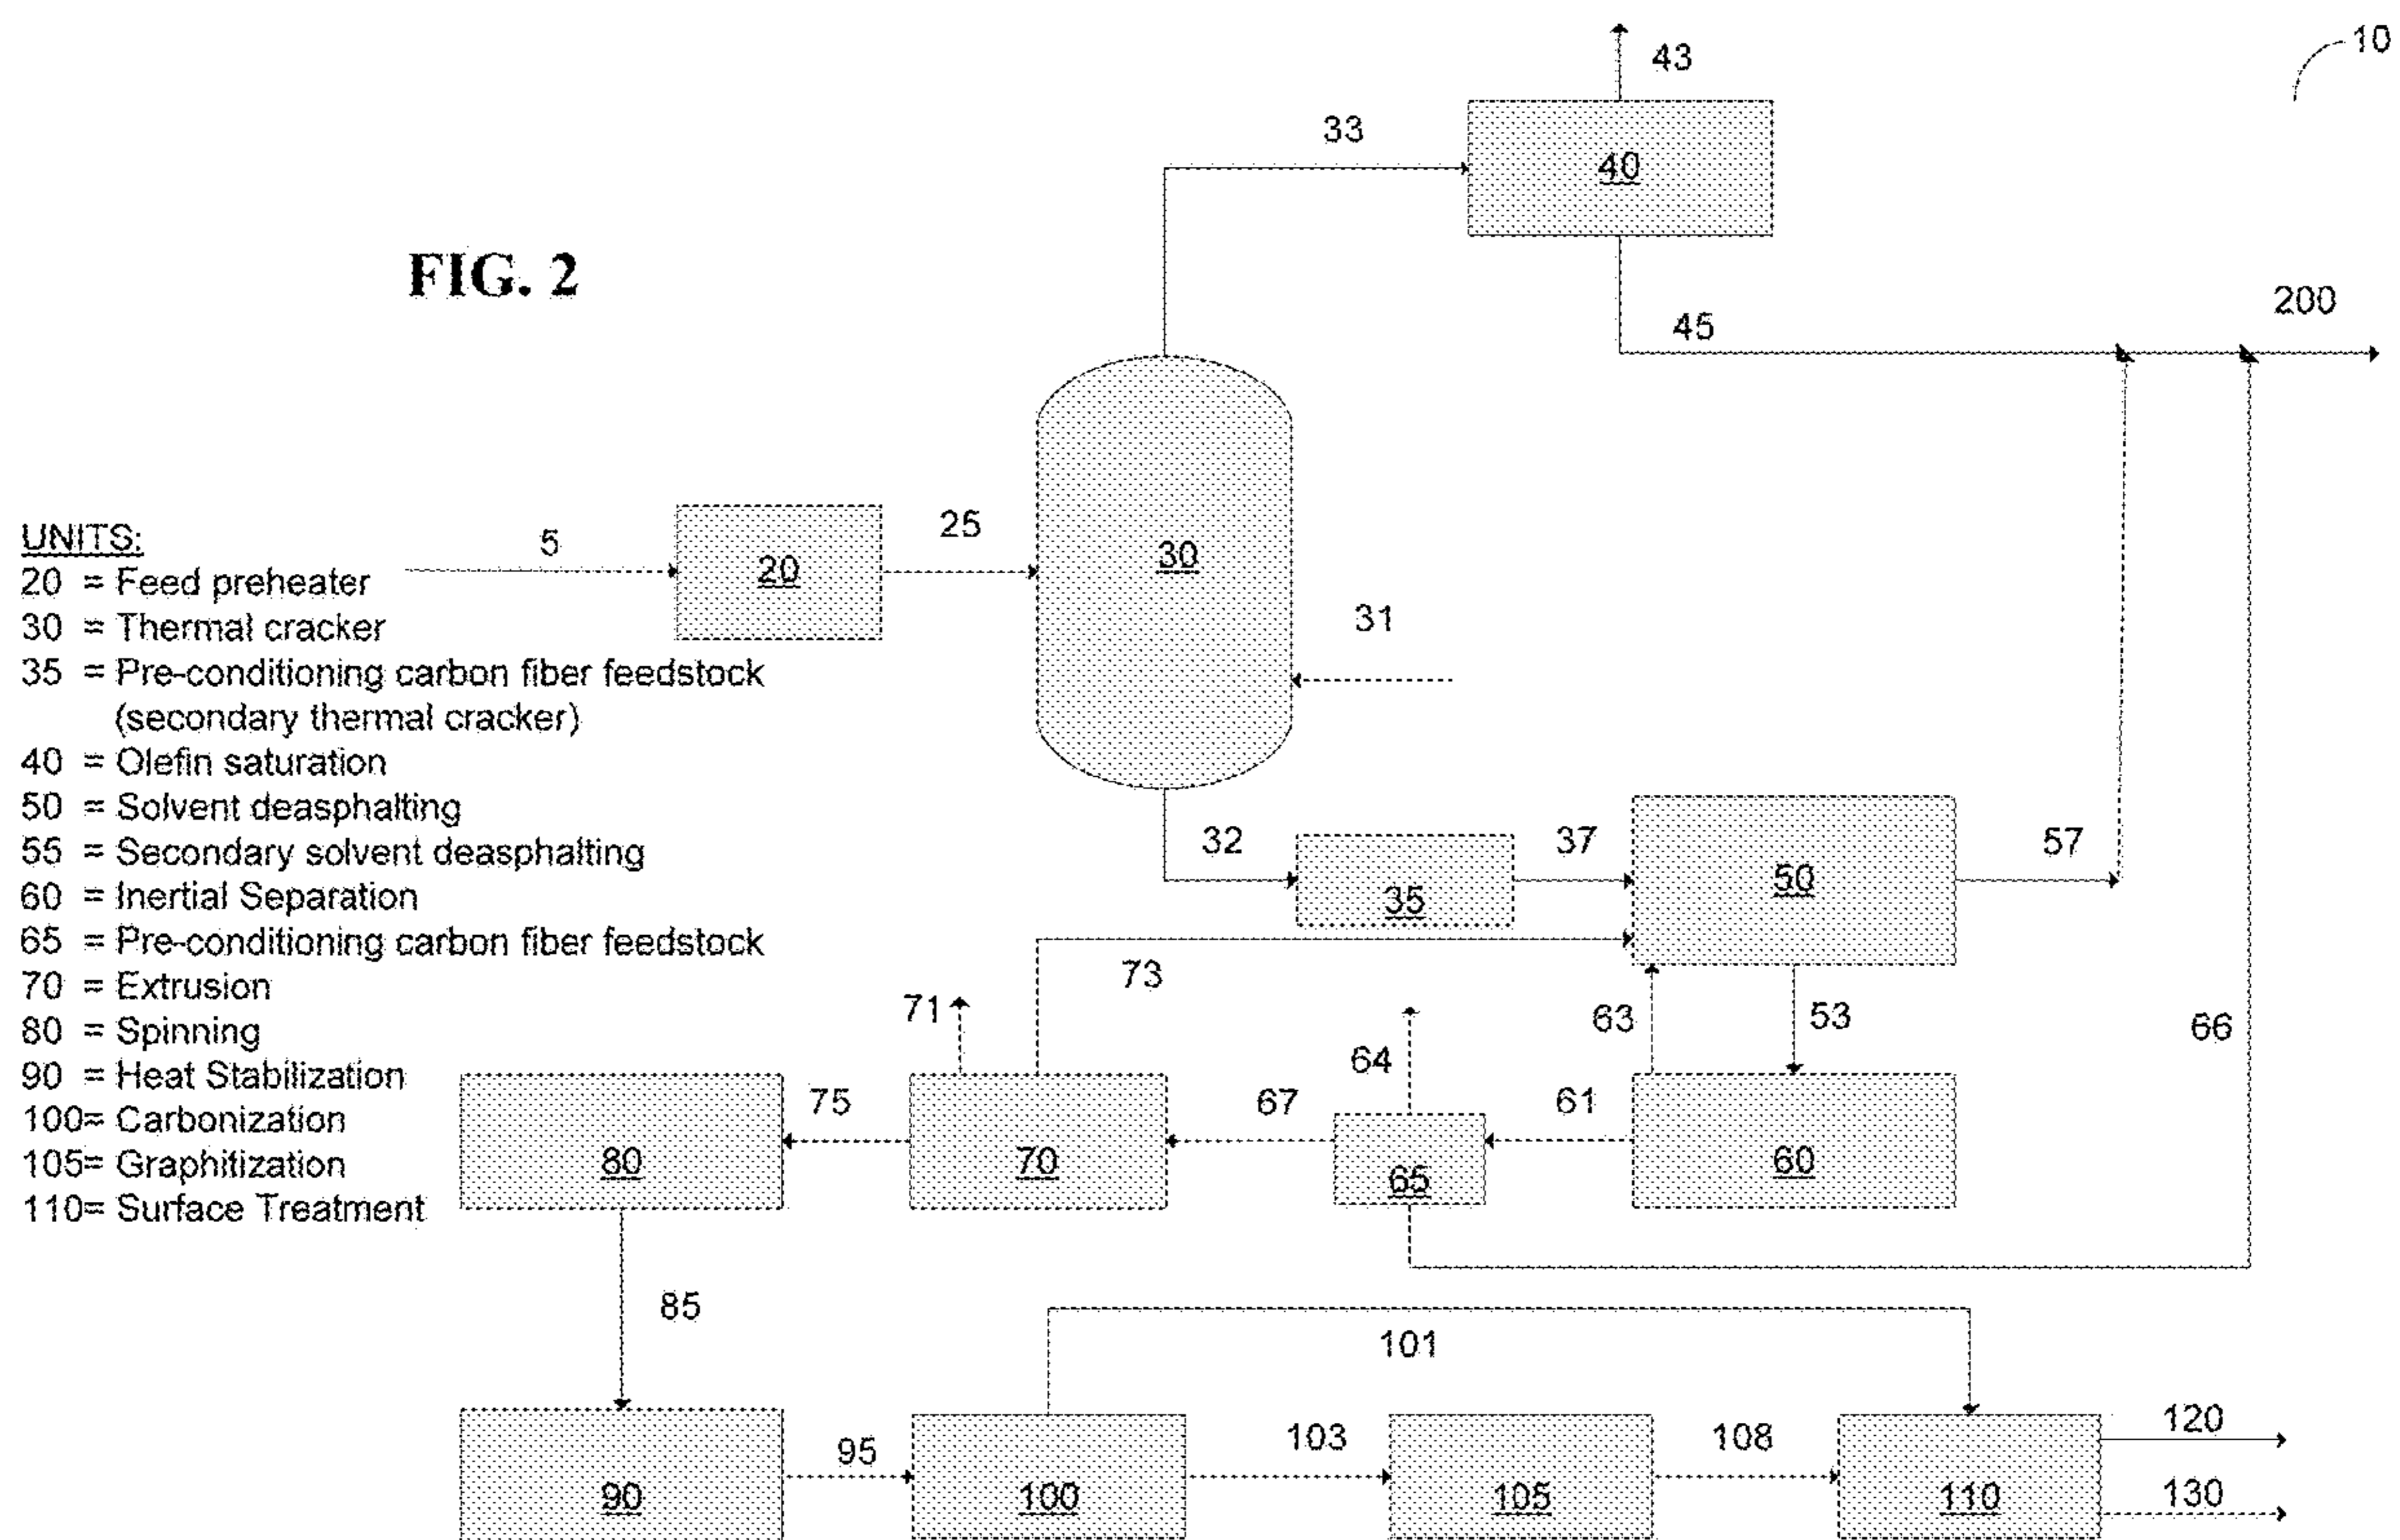 10
43
33
40
FIG. 2
200
45
5
25
20
30
31
UNITS:
20 = Feed preheater
30 = Thermal cracker
35 = Pre-conditioning carbon fiber feedstock
(secondary thermal cracker)
40 = Olefin saturation
50 = Solvent deasphalting
55 = Secondary solvent deasphalting
60 = Inertial Separation
65 = Pre-conditioning carbon fiber feedstock
70 = Extrusion
80 = Spinning
90 = Heat Stabilization
100= Carbonization
105= Graphitization
110= Surface Treatment
32
37
57
35
50
73
71
63
53
66
64
75
67
61
80
70
65
60
85
101
95
103
108
120
130
90
100
105
110